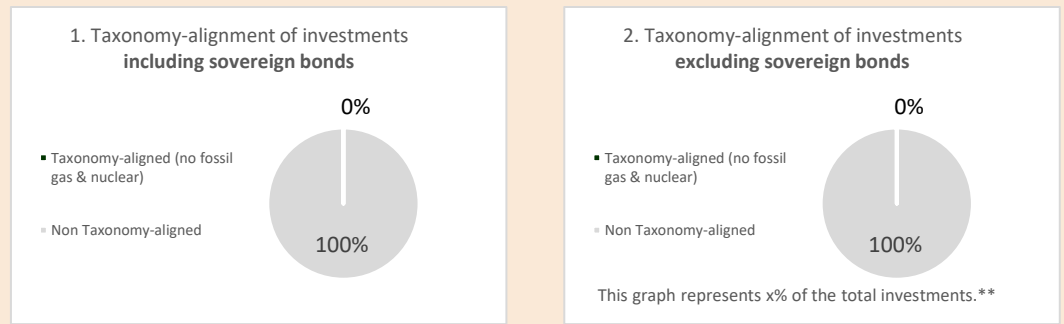 1. Taxonomy-alignment of investments
including sovereign bonds
0%
Taxonomy-aligned (no fossil
gas & nuclear)
Non Taxonomy-aligned
100%
2. Taxonomy-alignment of investments
excluding sovereign bonds
0%
Taxonomy-aligned (no fossil
gas & nuclear)
Non Taxonomy-aligned
100%
This graph represents x% of the total investments.**